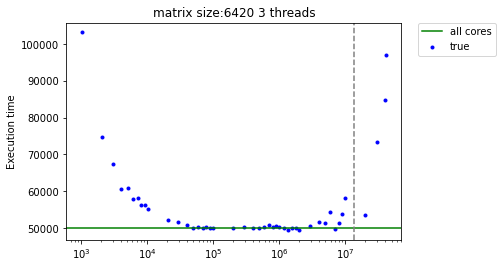 matrix size:6420 3 threads
all cores
true
Execution time
100000
90000
80000
70000
60000
50000
10³
10⁴
10⁵
10⁶
10⁷